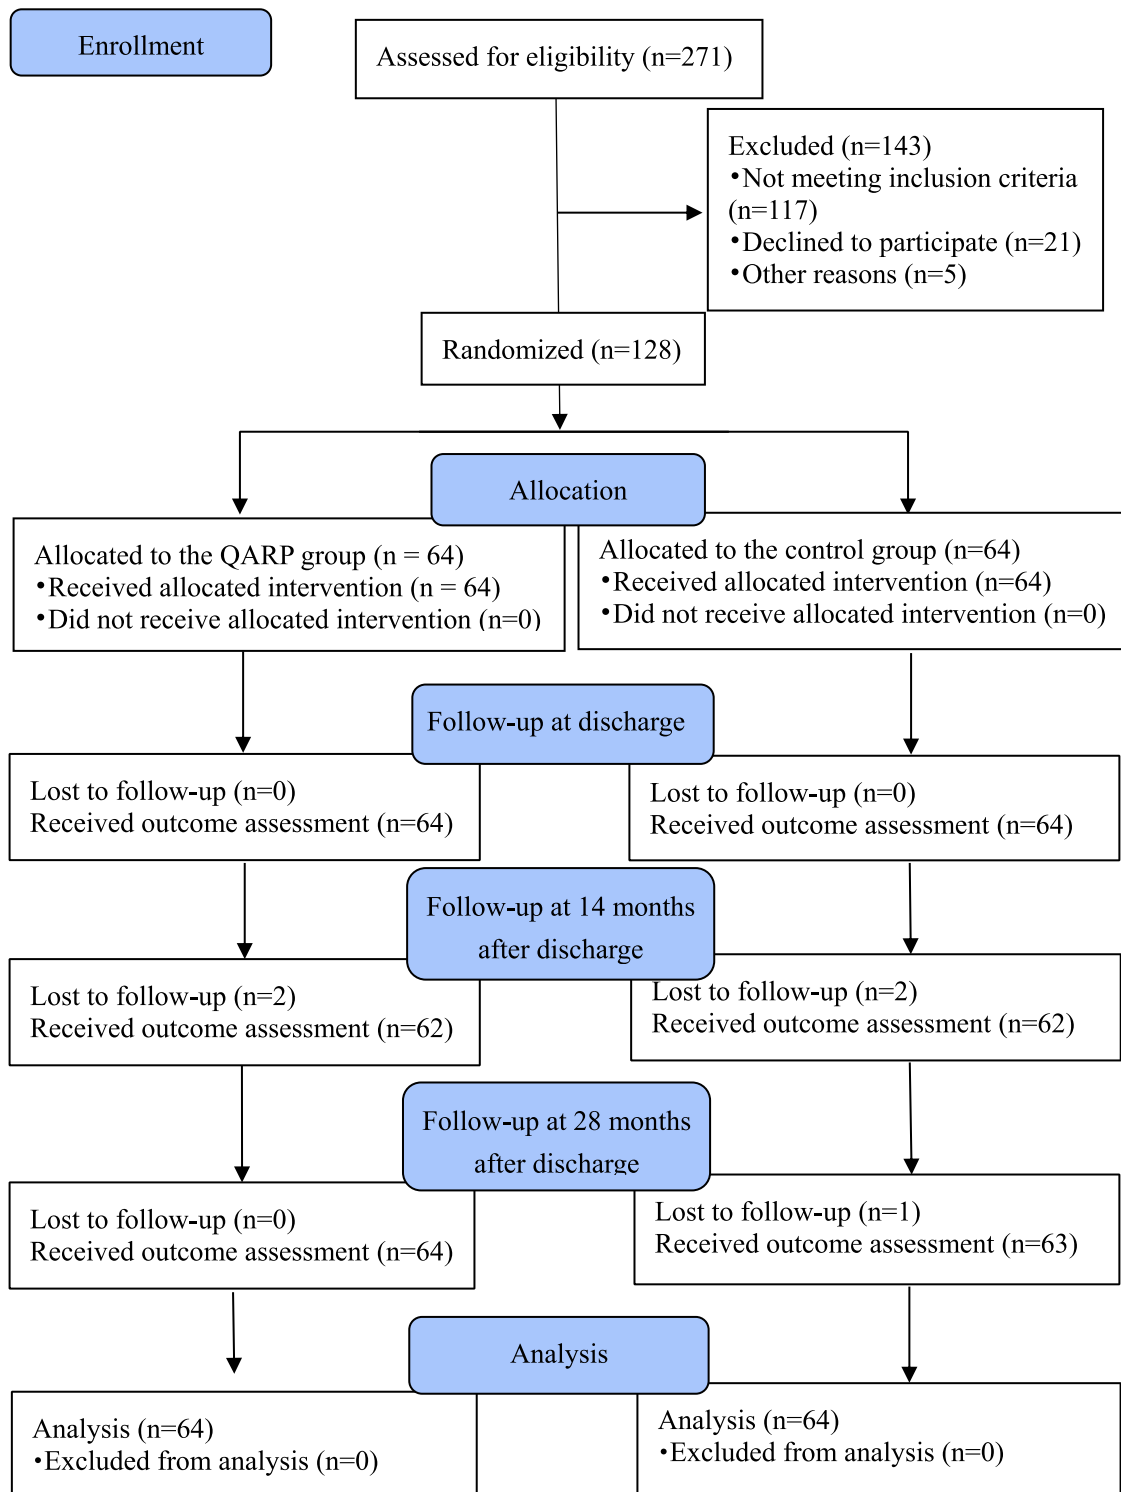 Enrollment
Assessed for eligibility (n=271)
Excluded (n=143)
•Not meeting inclusion criteria
(n=117)
•Declined to participate (n=21)
•Other reasons (n=5)
Randomized (n=128)
Allocation
Allocated to the QARP group (n = 64)
•Received allocated intervention (n = 64)
•Did not receive allocated intervention (n=0)
Allocated to the control group (n=64)
•Received allocated intervention (n=64)
•Did not receive allocated intervention (n=0)
Follow-up at discharge
Lost to follow-up (n=0)
Received outcome assessment (n=64)
Lost to follow-up (n=0)
Received outcome assessment (n=64)
Follow-up at 14 months
after discharge
Lost to follow-up (n=2)
Received outcome assessment (n=62)
Lost to follow-up (n=2)
Received outcome assessment (n=62)
Follow-up at 28 months
after discharge
Lost to follow-up (n=0)
Received outcome assessment (n=64)
Lost to follow-up (n=1)
Received outcome assessment (n=63)
Analysis
Analysis (n=64)
•Excluded from analysis (n=0)
Analysis (n=64)
•Excluded from analysis (n=0)